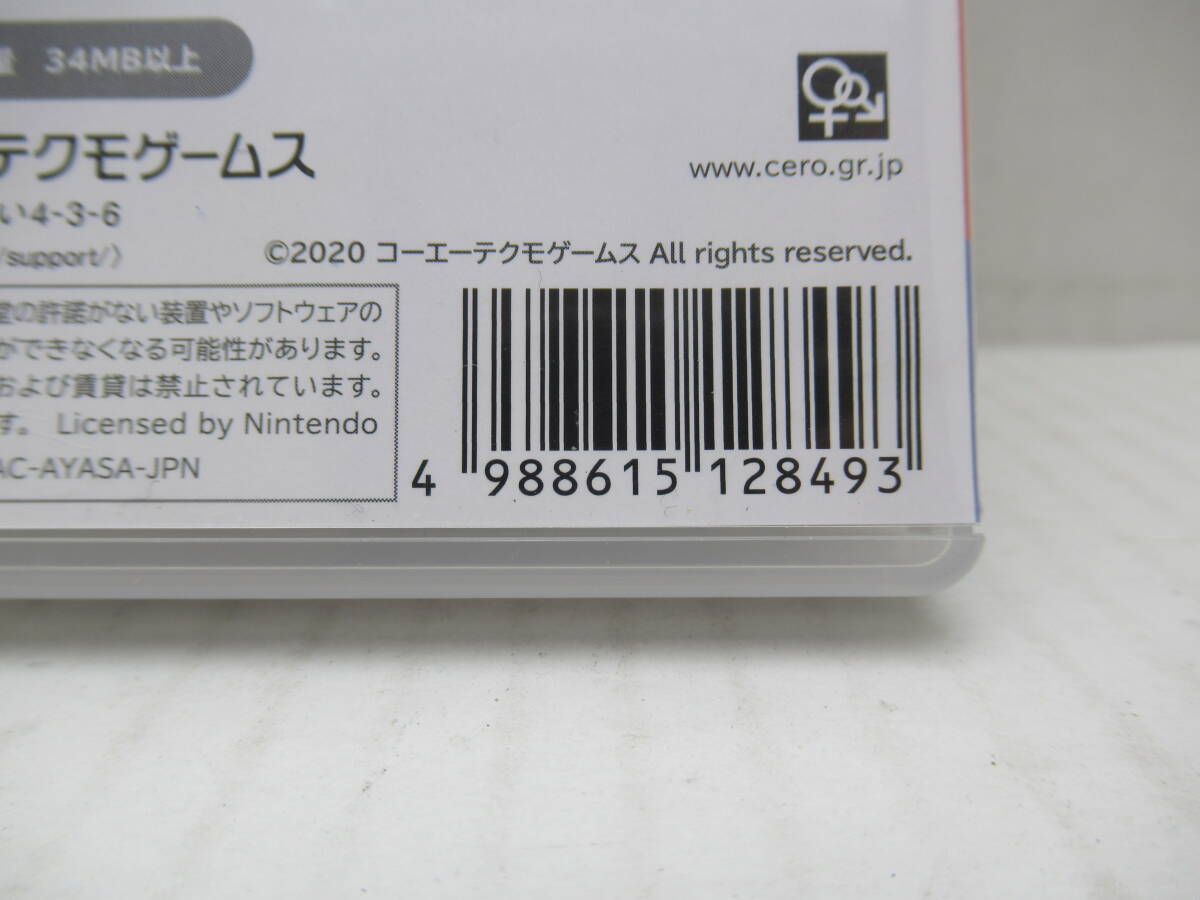 量 34MB以上
www.cero.gr.jp
テクモゲームス
い4-3-6
/support/〉
©2020 コーエーテクモゲームス All rights reserved.
堂の許諾がない装置やソフトウェアの
ができなくなる可能性があります。
および賃貸は禁止されています。
す。 Licensed by Nintendo
AC-AYASA-JPN
4 988615 128493